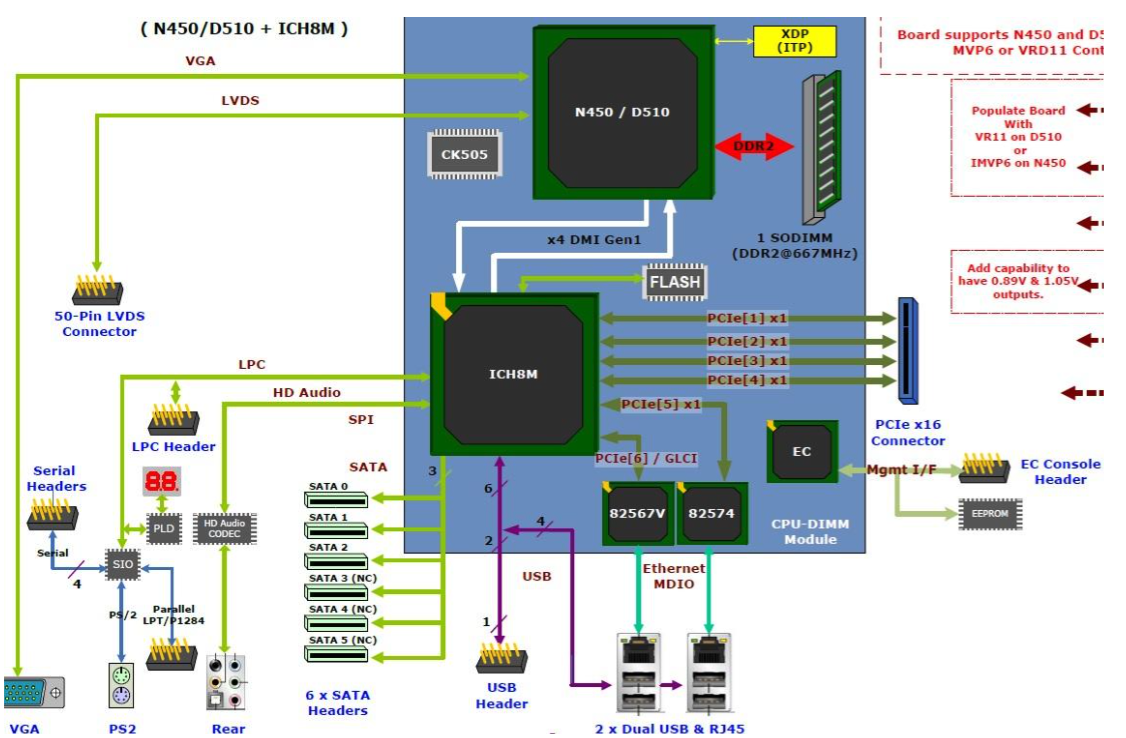 ( N450/D510 + ICH8M )
XDP
(ITP)
Board supports N450 and D5
MVP6 or VRD11 Cont
VGA
LVDS
N450 / D510
CK505
DDR2
Populate Board
With
VR11 on D510
or
IMVP6 on N450
x4 DMI Gen1
1 SODIMM
(DDR2@667MHz)
FLASH
Add capability to
have 0.89V & 1.05V
outputs.
50-Pin LVDS
Connector
PCIe[1] x1
PCIe[2] x1
PCIe[3] x1
PCIe[4] x1
LPC
ICH8M
HD Audio
PCIe[5] x1
SPI
PCIe x16
Connector
LPC Header
EC
PCIe[6] / GLCI
SATA
3
6
Mgmt I/F
EC Console
Header
Serial
Headers
88.
SATA 0
SATA 1
SATA 2
SATA 3 (NC)
SATA 4 (NC)
SATA 5 (NC)
PLD
HD Audio
CODEC
4
2
82567V
82574
CPU-DIMM
Module
EEPROM
Serial
4
SIO
USB
Ethernet
MDIO
PS/2
Parallel
LPT/P1284
1
6 x SATA
Headers
USB
Header
VGA
PS2
Rear
2 x Dual USB & RJ45